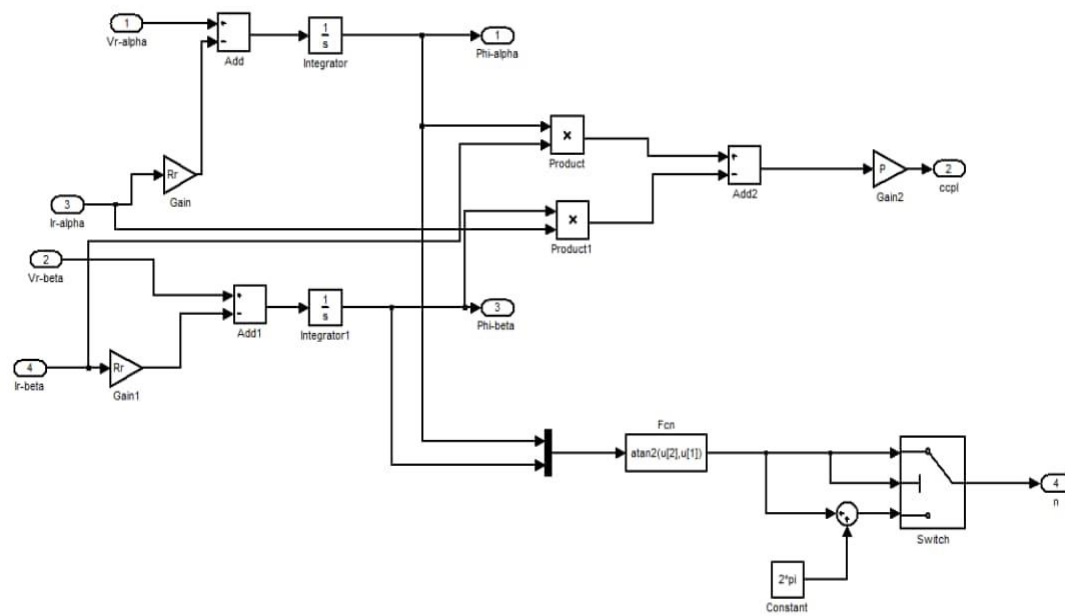 1
Vr-alpha
+
−
Add
1
s
Integrator
1
Phi-alpha
Rr
Gain
3
Ir-alpha
×
Product
×
Product1
+
−
Add2
P
Gain2
2
ccpl
2
Vr-beta
+
−
Add1
1
s
Integrator1
3
Phi-beta
4
Ir-beta
Rr
Gain1
Fcn
atan2(u[2],u[1])
+
+
Switch
4
n
2*pi
Constant